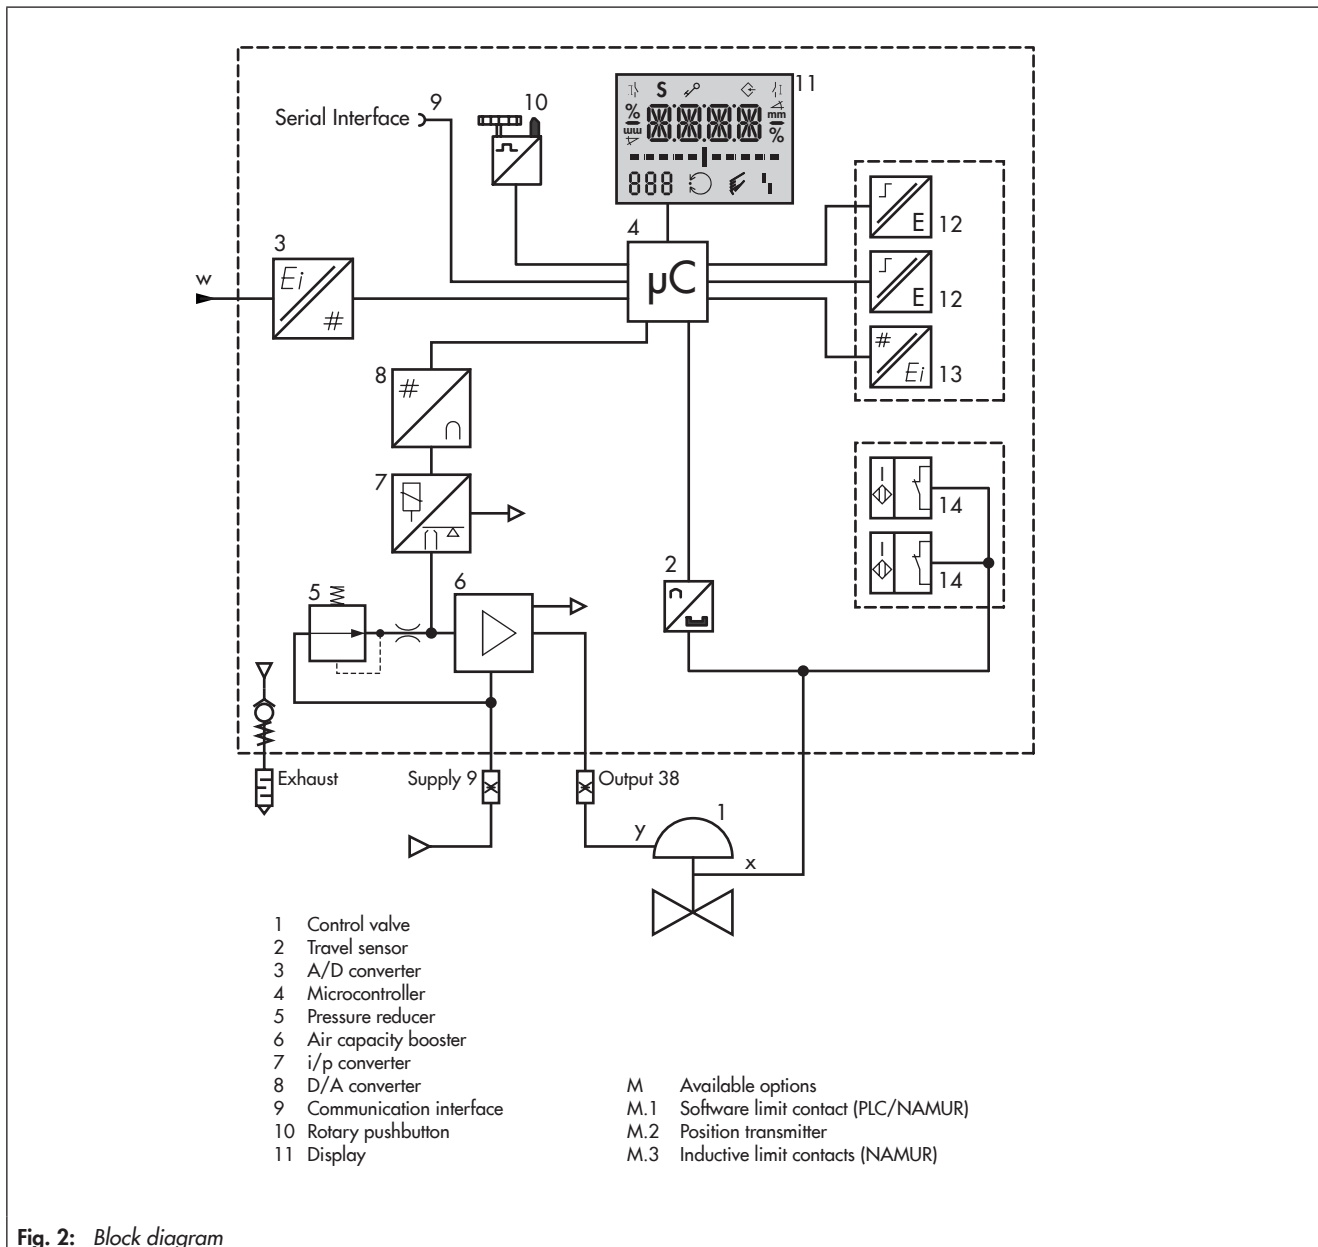 11
Serial Interface
9
10
S
%
mm
mm
%
888
4
µC
E
12
E
12
#
Ei
13
3
w
Ei
#
8
#
7
14
14
2
5
6
Exhaust
Supply 9
Output 38
1
y
x
1 Control valve
2 Travel sensor
3 A/D converter
4 Microcontroller
5 Pressure reducer
6 Air capacity booster
7 i/p converter
8 D/A converter
9 Communication interface
10 Rotary pushbutton
11 Display
M Available options
M.1 Software limit contact (PLC/NAMUR)
M.2 Position transmitter
M.3 Inductive limit contacts (NAMUR)
Fig. 2: Block diagram